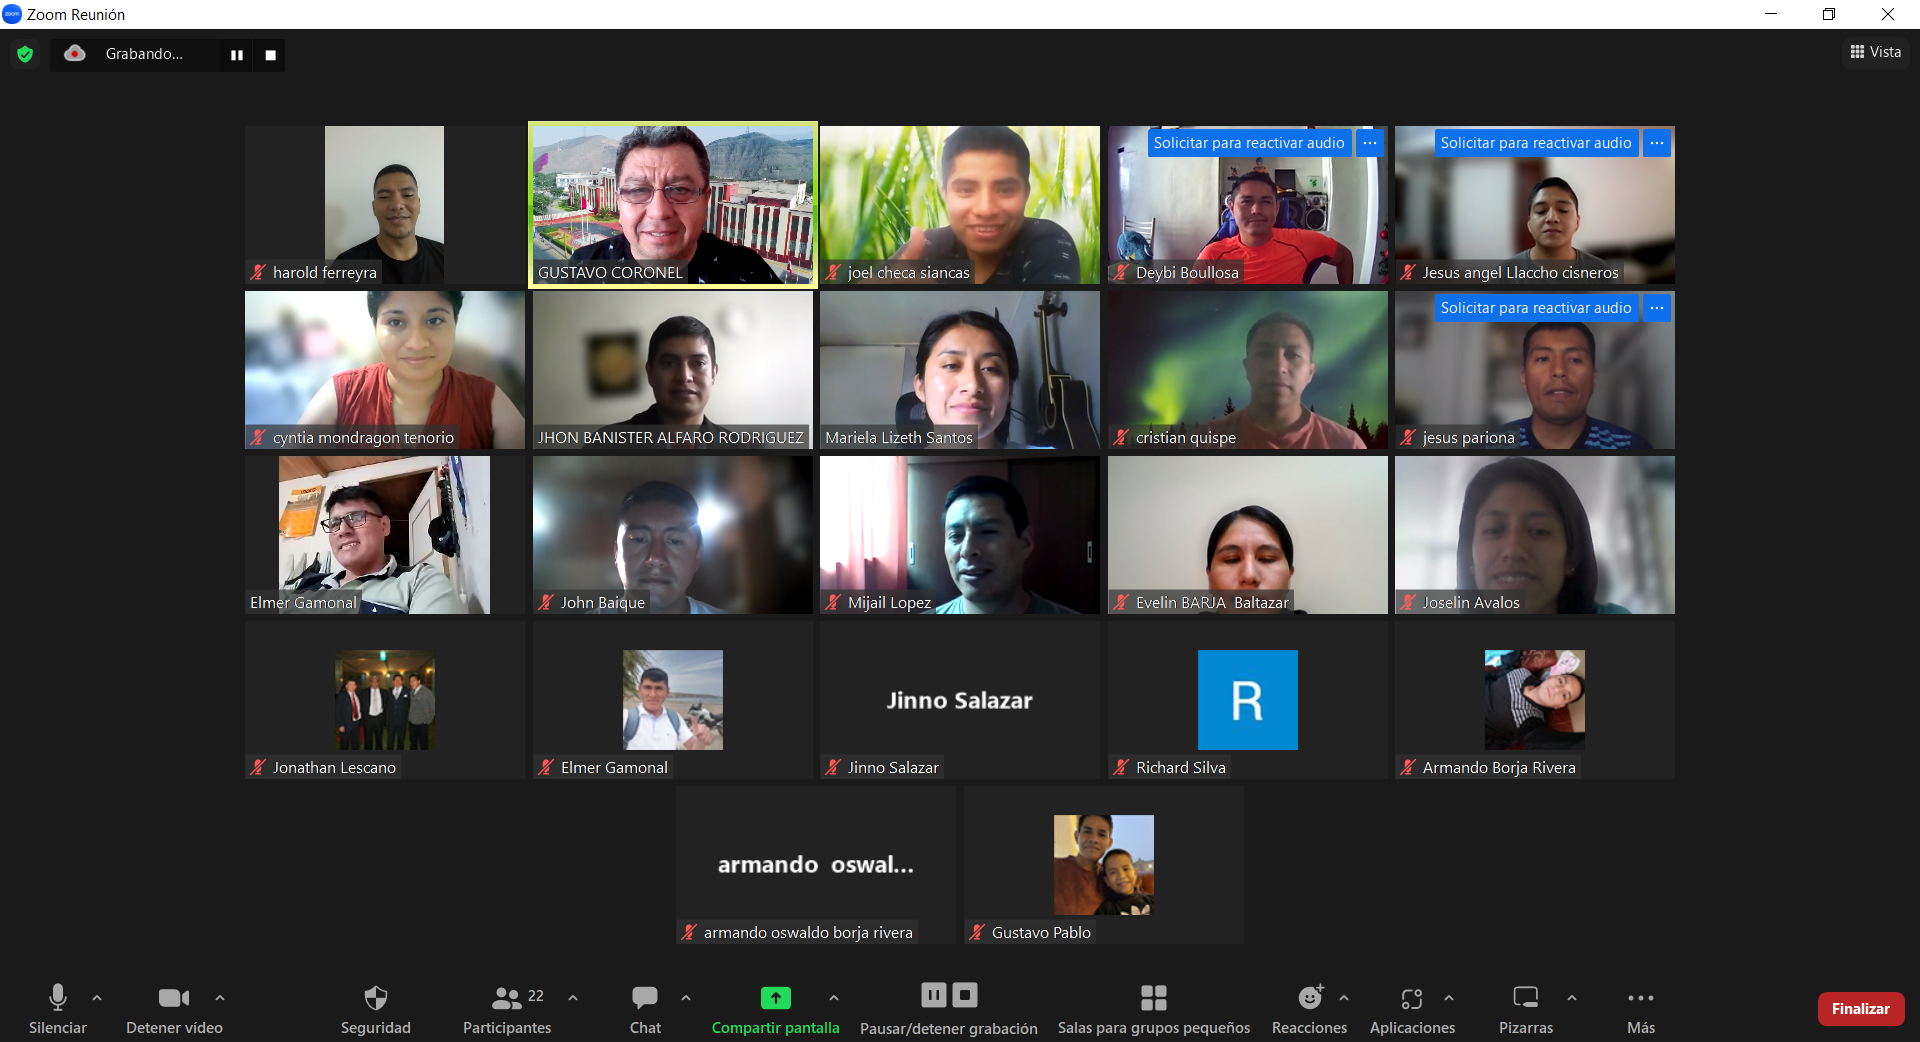 zoom Zoom Reunión
Grabando...
Vista
harold ferreyra
GUSTAVO CORONEL
joel checa siancas
Solicitar para reactivar audio ...
Deybi Boullosa
Solicitar para reactivar audio ...
Jesus angel Llaccho cisneros
cyntia mondragon tenorio
JHON BANISTER ALFARO RODRIGUEZ
Mariela Lizeth Santos
cristian quispe
Solicitar para reactivar audio ...
jesus pariona
Elmer Gamonal
John Baique
Mijail Lopez
Evelin BARJA Baltazar
Joselin Avalos
Jonathan Lescano
Elmer Gamonal
Jinno Salazar
Jinno Salazar
R
Richard Silva
Armando Borja Rivera
armando oswal...
armando oswaldo borja rivera
Gustavo Pablo
Silenciar
Detener vídeo
Seguridad
22
Participantes
Chat
Compartir pantalla
Pausar/detener grabación
Salas para grupos pequeños
Reacciones
Aplicaciones
Pizarras
Más
Finalizar